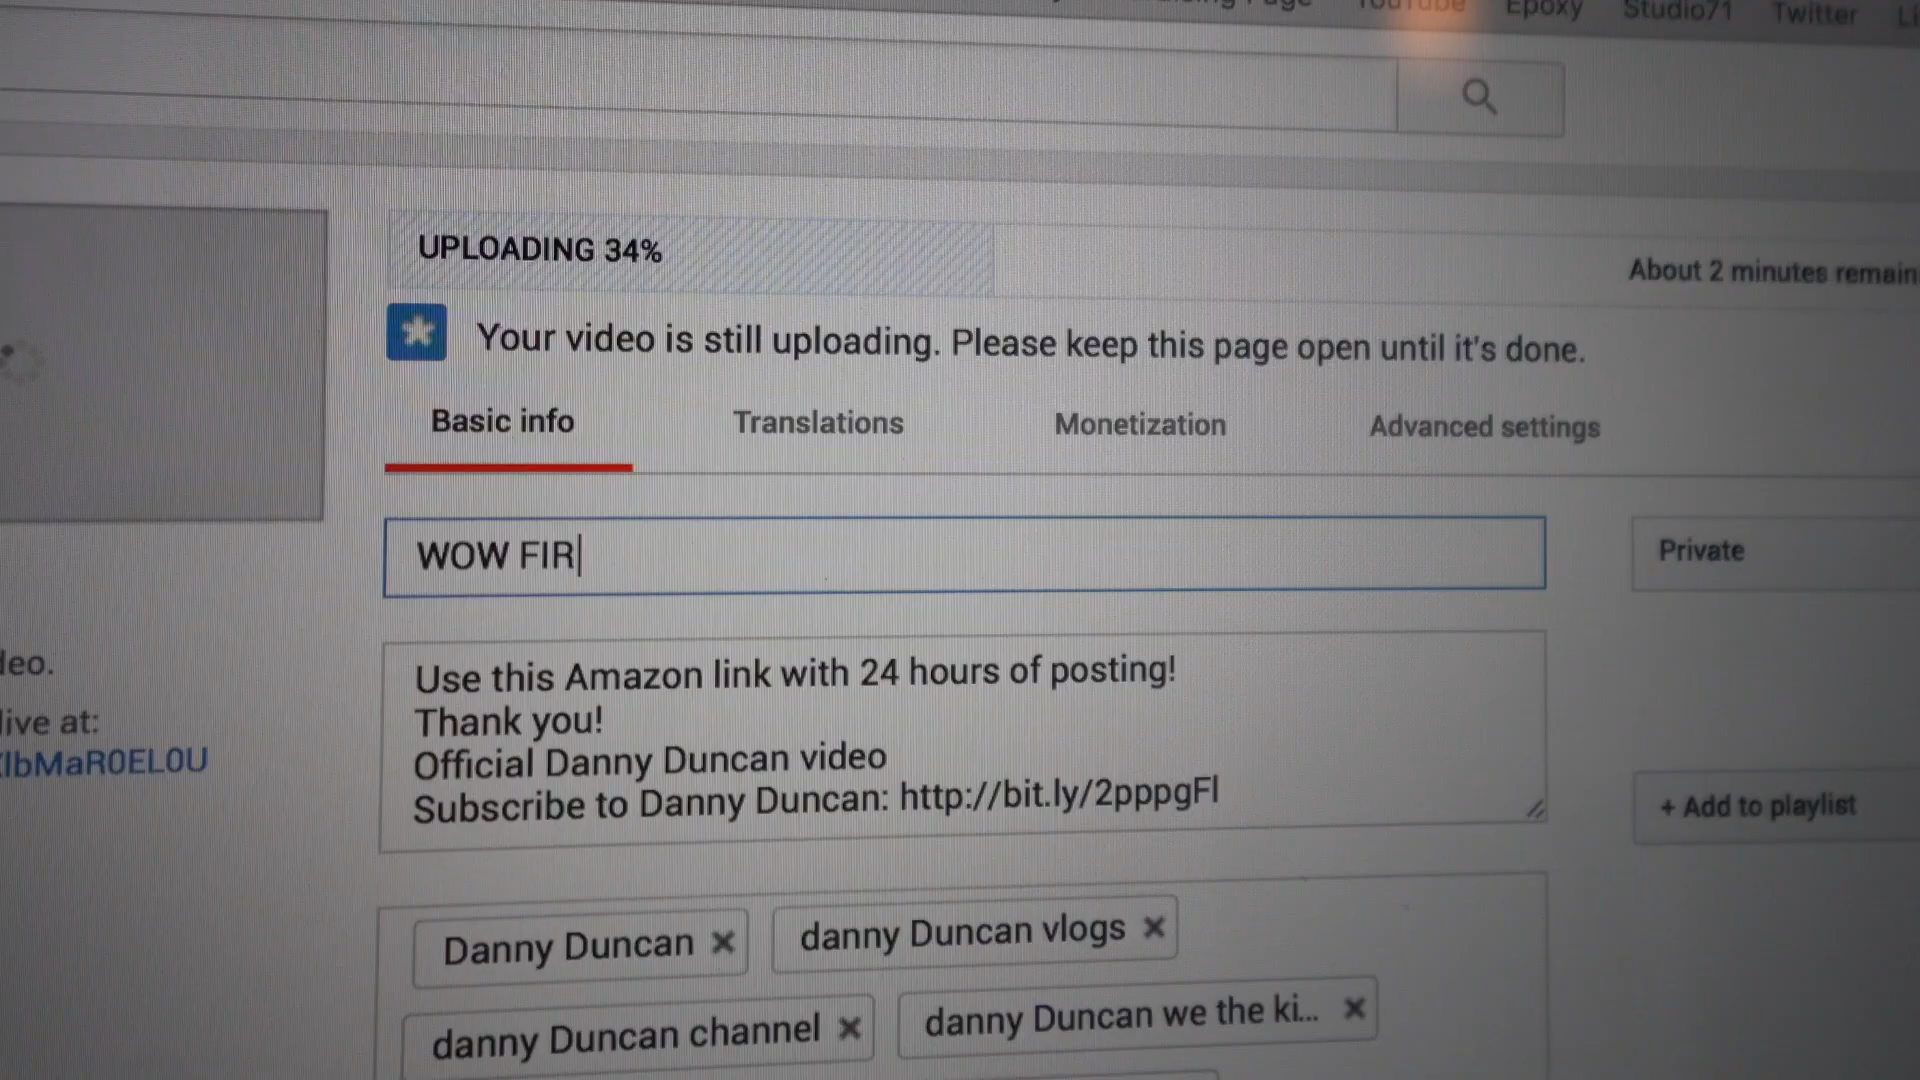 YouTube Epoxy Studio71 Twitter
UPLOADING 34%
About 2 minutes remain
Your video is still uploading. Please keep this page open until it's done.
Basic info Translations Monetization Advanced settings
WOW FIR
Private
Use this Amazon link with 24 hours of posting!
Thank you!
Official Danny Duncan video
Subscribe to Danny Duncan: http://bit.ly/2pppgFl
deo.
live at:
lbMaR0EL0U
+ Add to playlist
Danny Duncan × danny Duncan vlogs ×
danny Duncan channel × danny Duncan we the ki... ×